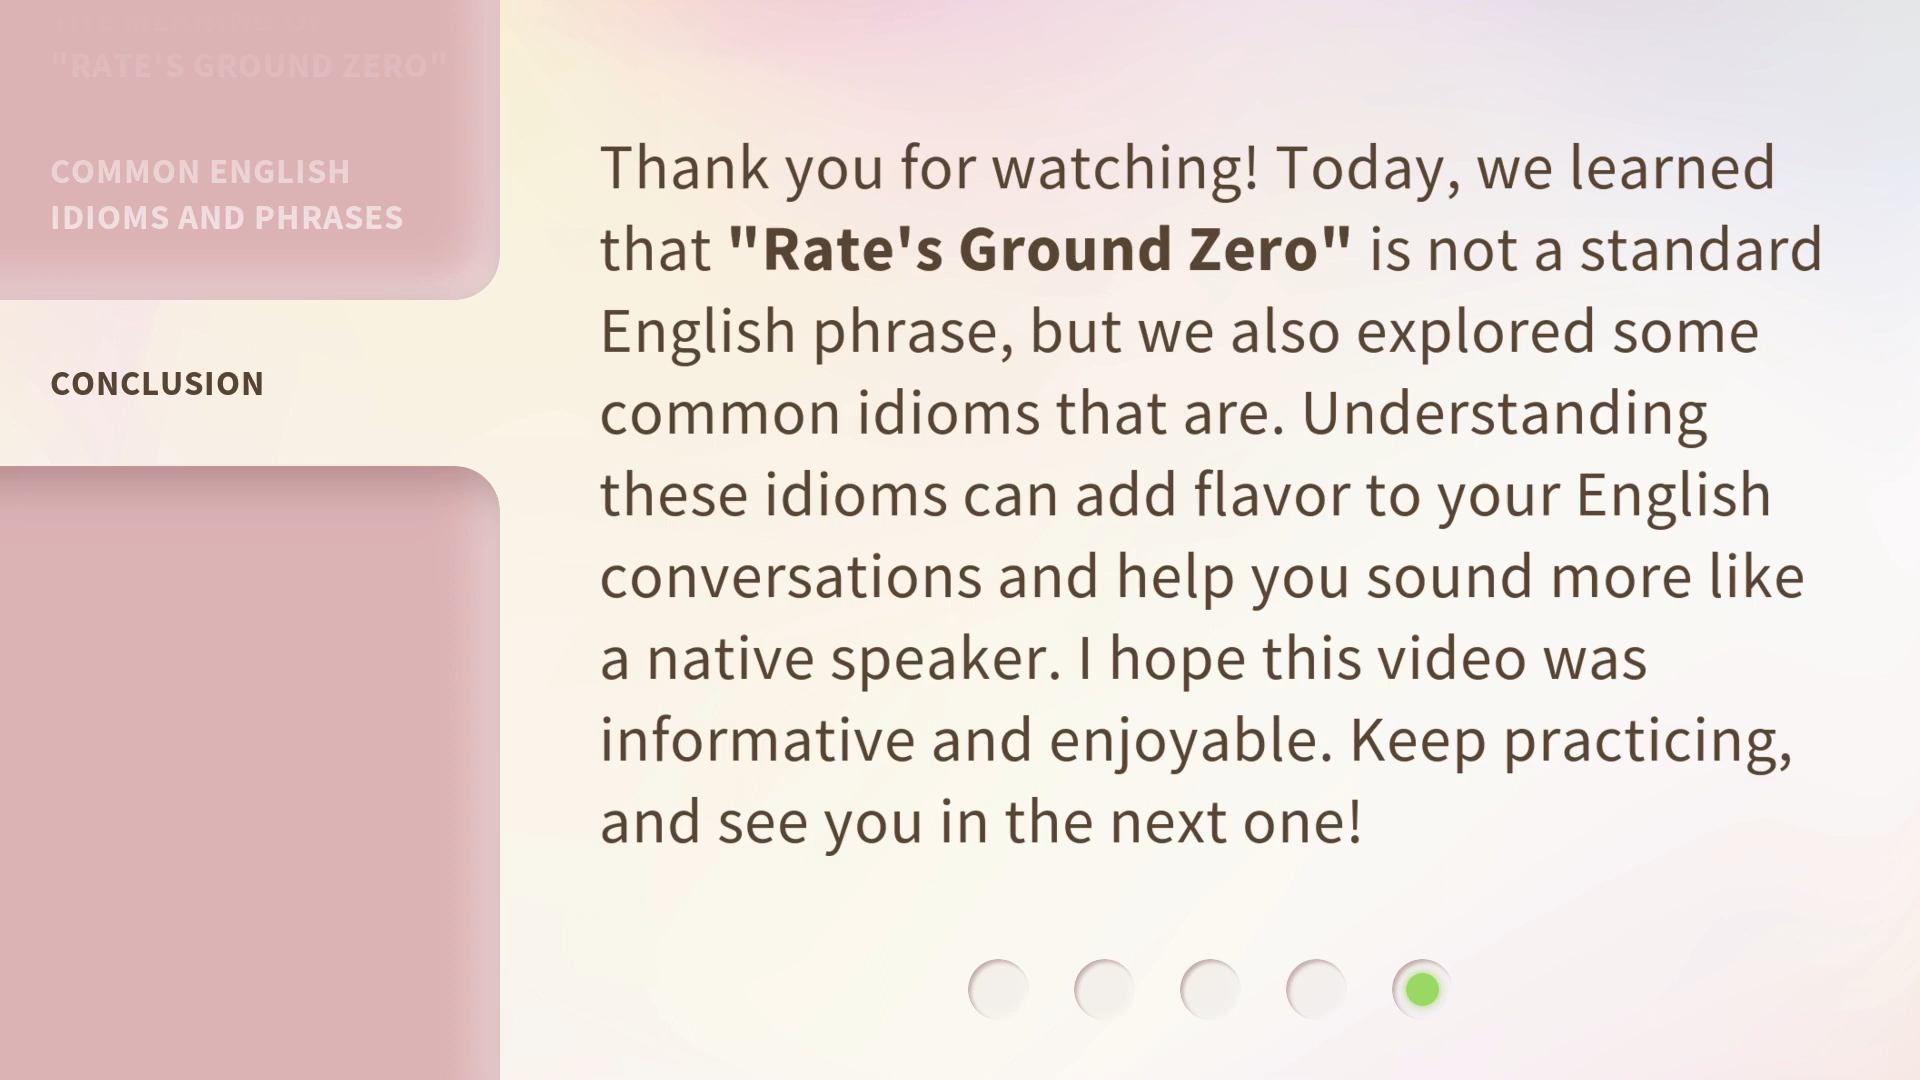 THE MEANING OF
"RATE'S GROUND ZERO"
COMMON ENGLISH
IDIOMS AND PHRASES
CONCLUSION
Thank you for watching! Today, we learned
that "Rate's Ground Zero" is not a standard
English phrase, but we also explored some
common idioms that are. Understanding
these idioms can add flavor to your English
conversations and help you sound more like
a native speaker. I hope this video was
informative and enjoyable. Keep practicing,
and see you in the next one!